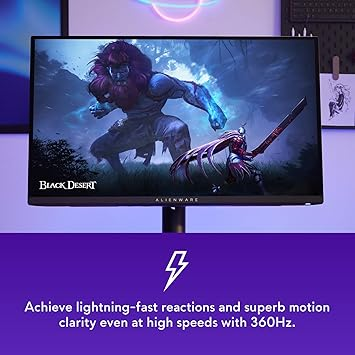 BLACK DESERT
ALIENWARE
Achieve lightning-fast reactions and superb motion
clarity even at high speeds with 360Hz.